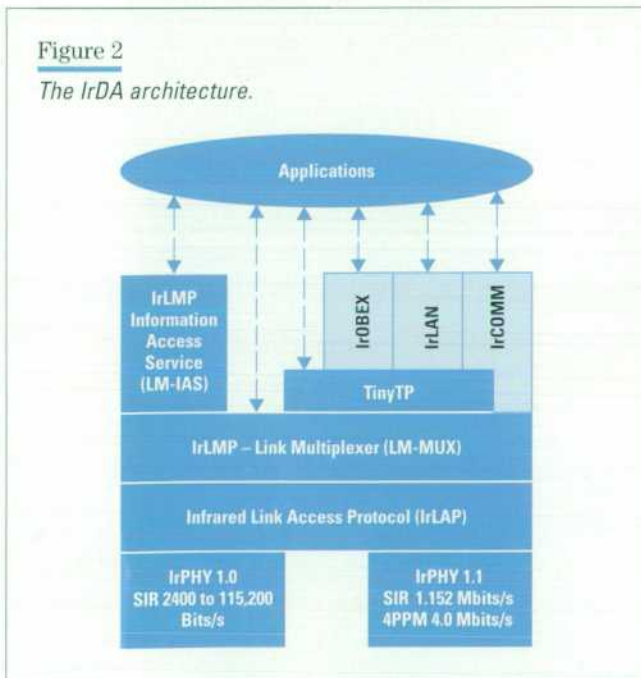 Figure 2
The IrDA architecture.
Applications
IrLMP
Information
Access
Service
(LM-IAS)
IrOBEX
IrLAN
IrCOMM
TinyTP
IrLMP – Link Multiplexer (LM-MUX)
Infrared Link Access Protocol (IrLAP)
IrPHY 1.0
SIR 2400 to 115,200
Bits/s
IrPHY 1.1
SIR 1.152 Mbits/s
4PPM 4.0 Mbits/s